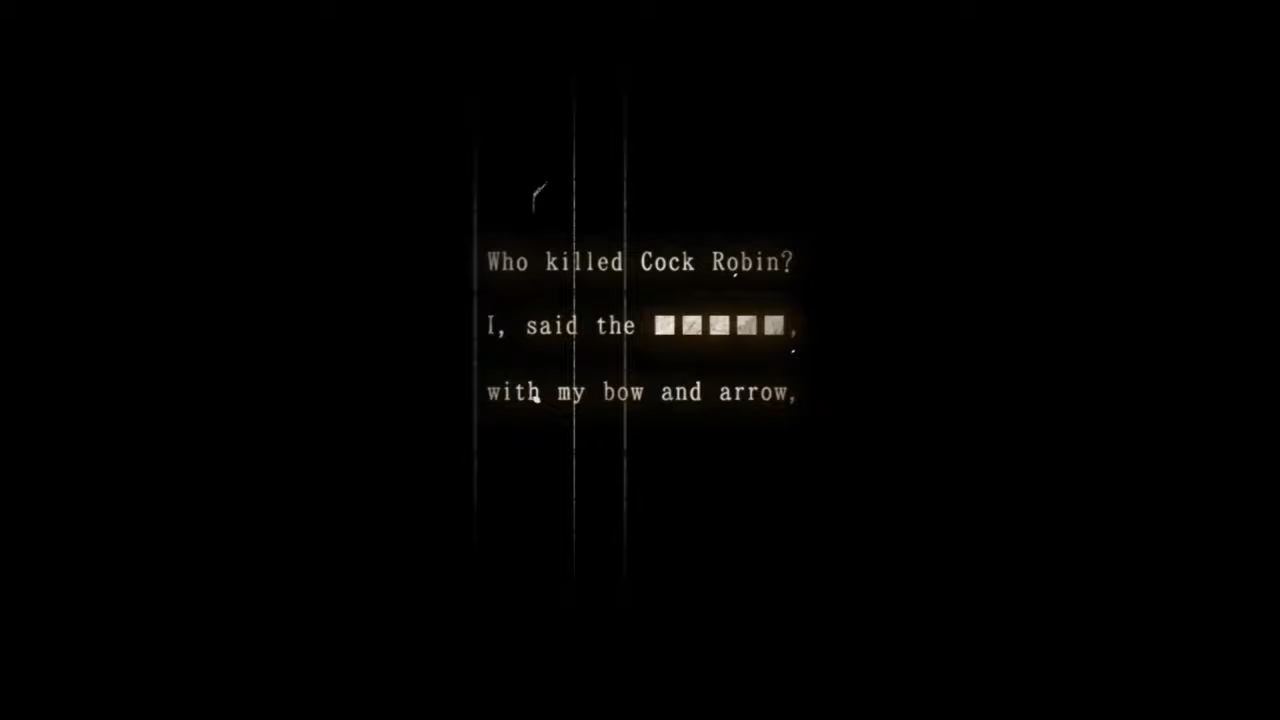 Who killed Cock Robin?
I, said the ■■■■■,
with my bow and arrow,